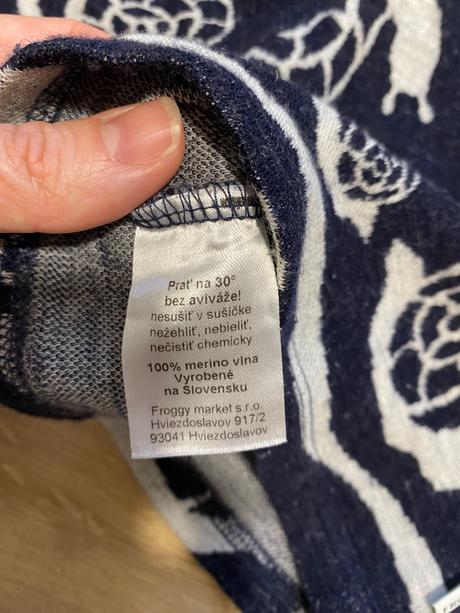 Prať na 30°
bez aviváže!
nesušiť v sušičke
nežehliť, nebieliť,
nečistiť chemicky
100% merino vlna
Vyrobené
na Slovensku
Froggy market s.r.o.
Hviezdoslavov 917/2
93041 Hviezdoslavov